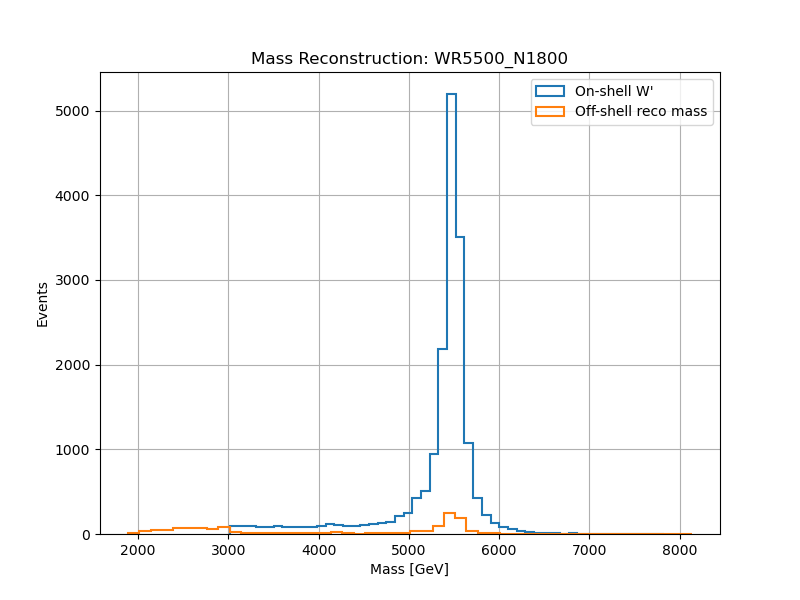 Mass Reconstruction: WR5500_N1800
On-shell W'
Off-shell reco mass
5000
4000
3000
2000
1000
0
Events
2000 3000 4000 5000 6000 7000 8000
Mass [GeV]